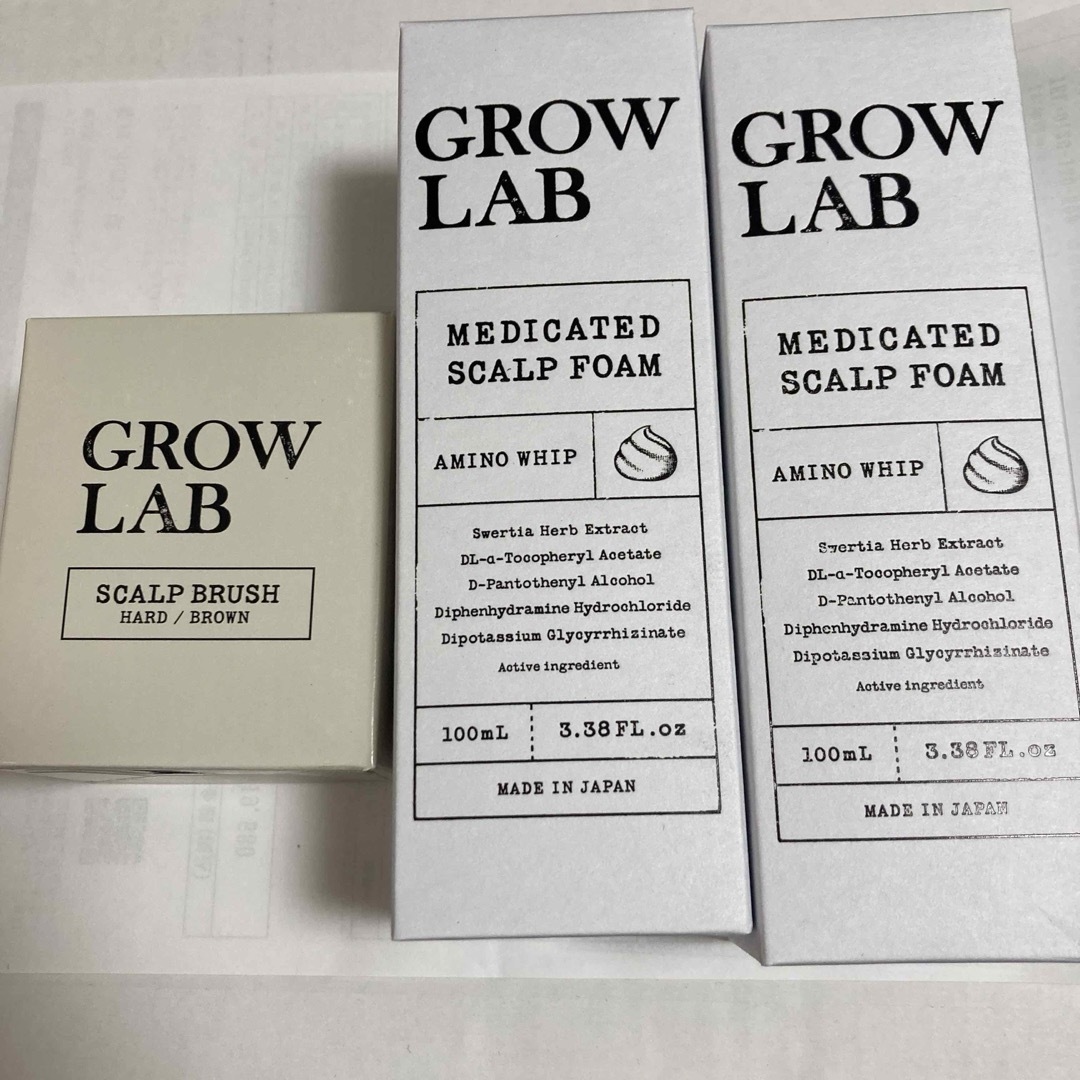 GROW
LAB
SCALP BRUSH
HARD / BROWN
GROW
LAB
MEDICATED
SCALP FOAM
AMINO WHIP
Swertia Herb Extract
DL-α-Tocopheryl Acetate
D-Pantothenyl Alcohol
Diphenhydramine Hydrochloride
Dipotassium Glycyrrhizinate
Active ingredient
100mL 3.38FL.oz
MADE IN JAPAN
GROW
LAB
MEDICATED
SCALP FOAM
AMINO WHIP
Swertia Herb Extract
DL-α-Tocopheryl Acetate
D-Pantothenyl Alcohol
Diphenhydramine Hydrochloride
Dipotassium Glycyrrhizinate
Active ingredient
100mL 3.38FL.oz
MADE IN JAPAN